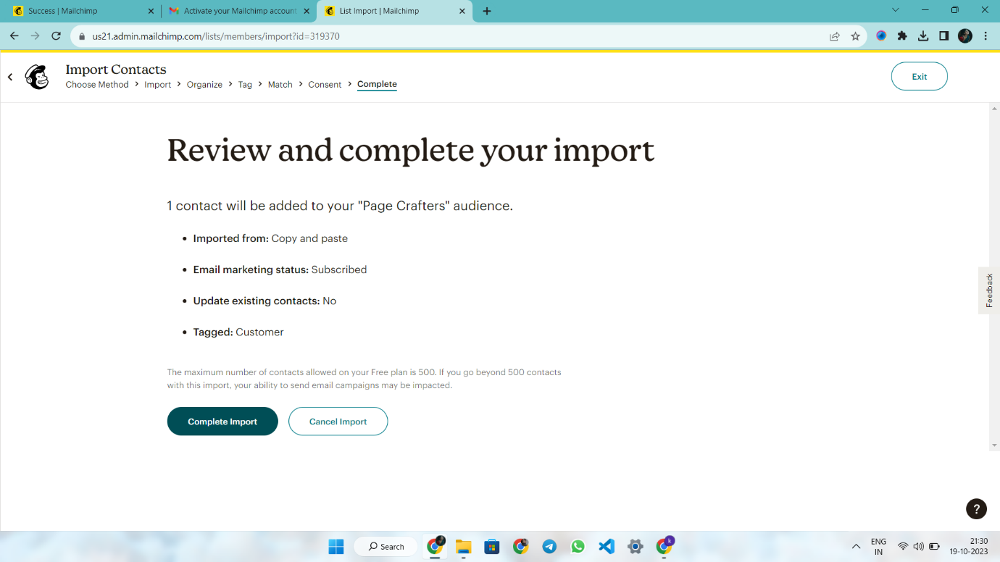 Success | Mailchimp
Activate your Mailchimp account
List Import | Mailchimp
us21.admin.mailchimp.com/lists/members/import?id=319370
Import Contacts
Choose Method > Import > Organize > Tag > Match > Consent > Complete
Exit
Review and complete your import
1 contact will be added to your "Page Crafters" audience.
• Imported from: Copy and paste
• Email marketing status: Subscribed
• Update existing contacts: No
• Tagged: Customer
Feedback
The maximum number of contacts allowed on your Free plan is 500. If you go beyond 500 contacts
with this import, your ability to send email campaigns may be impacted.
Complete Import
Cancel Import
?
Search
k
ENG
IN
21:30
19-10-2023